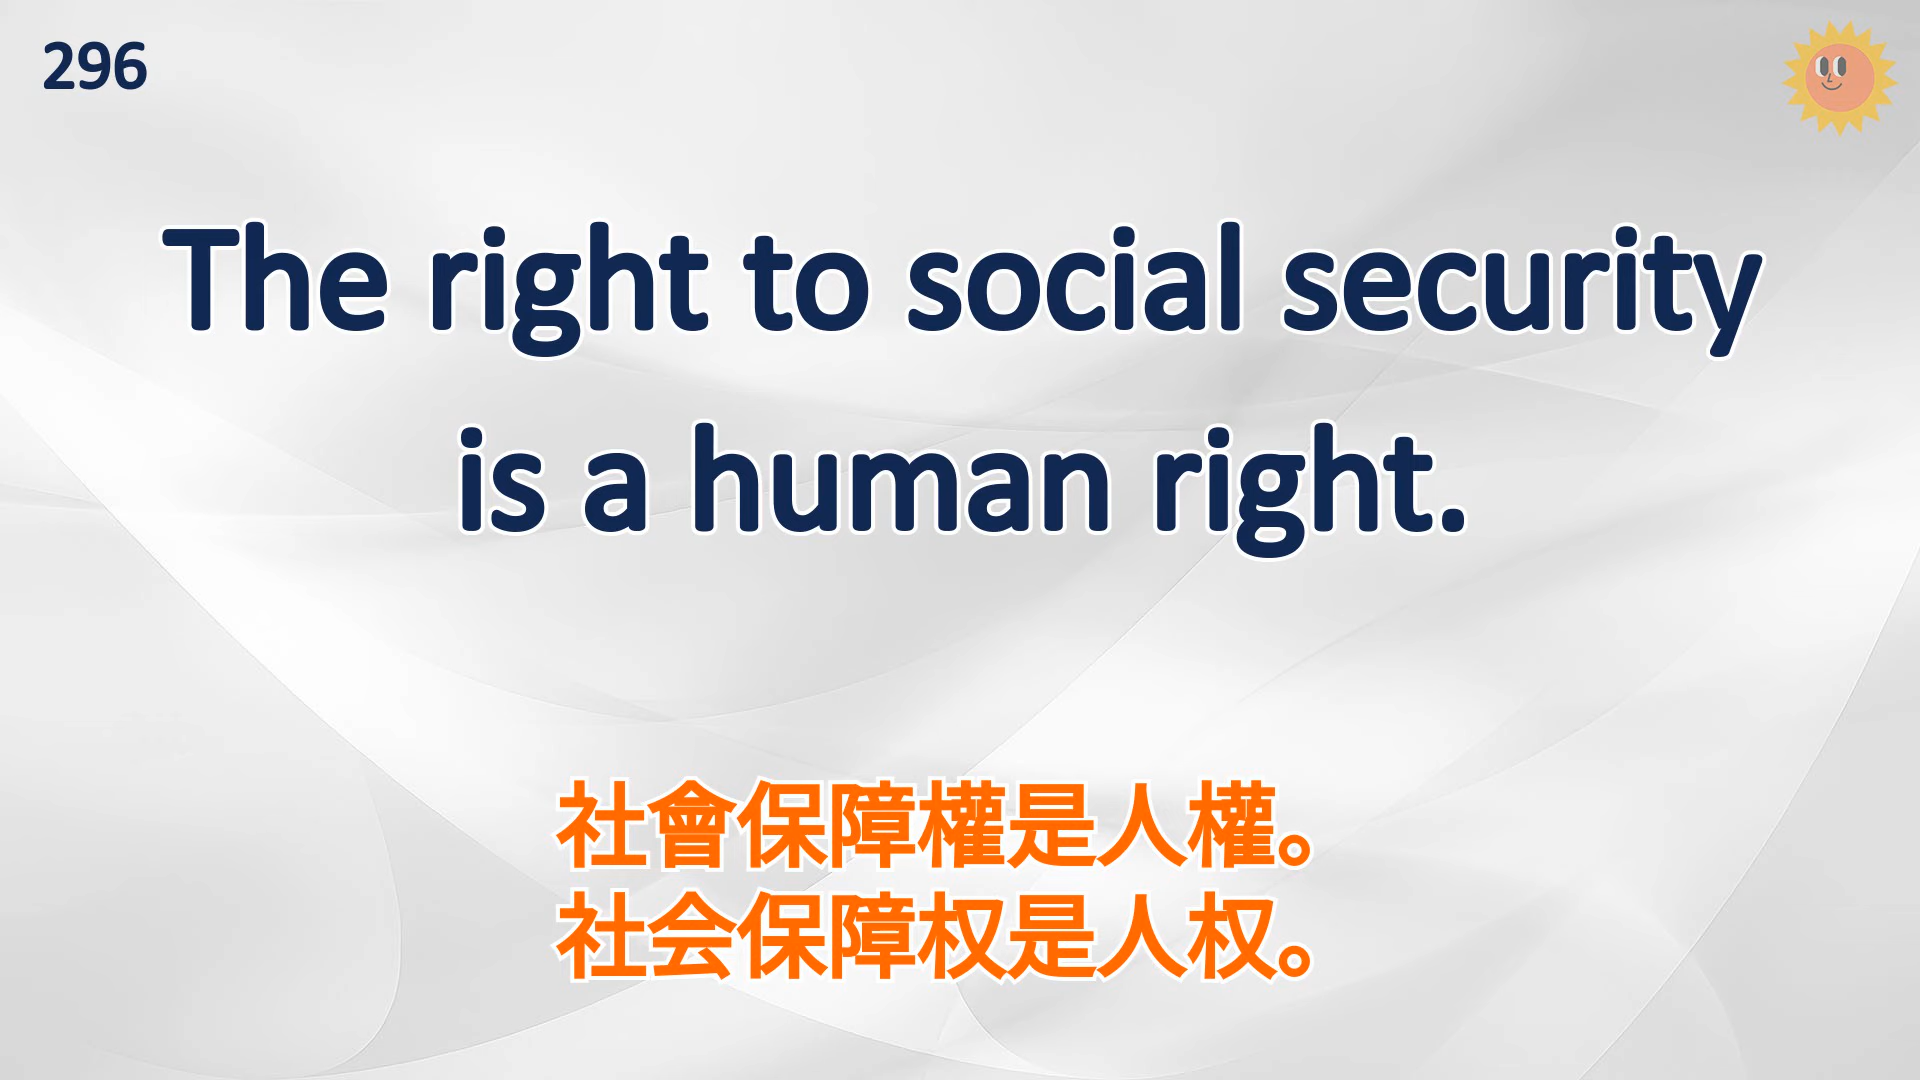 296
The right to social security
is a human right.
社會保障權是人權。
社会保障权是人权。